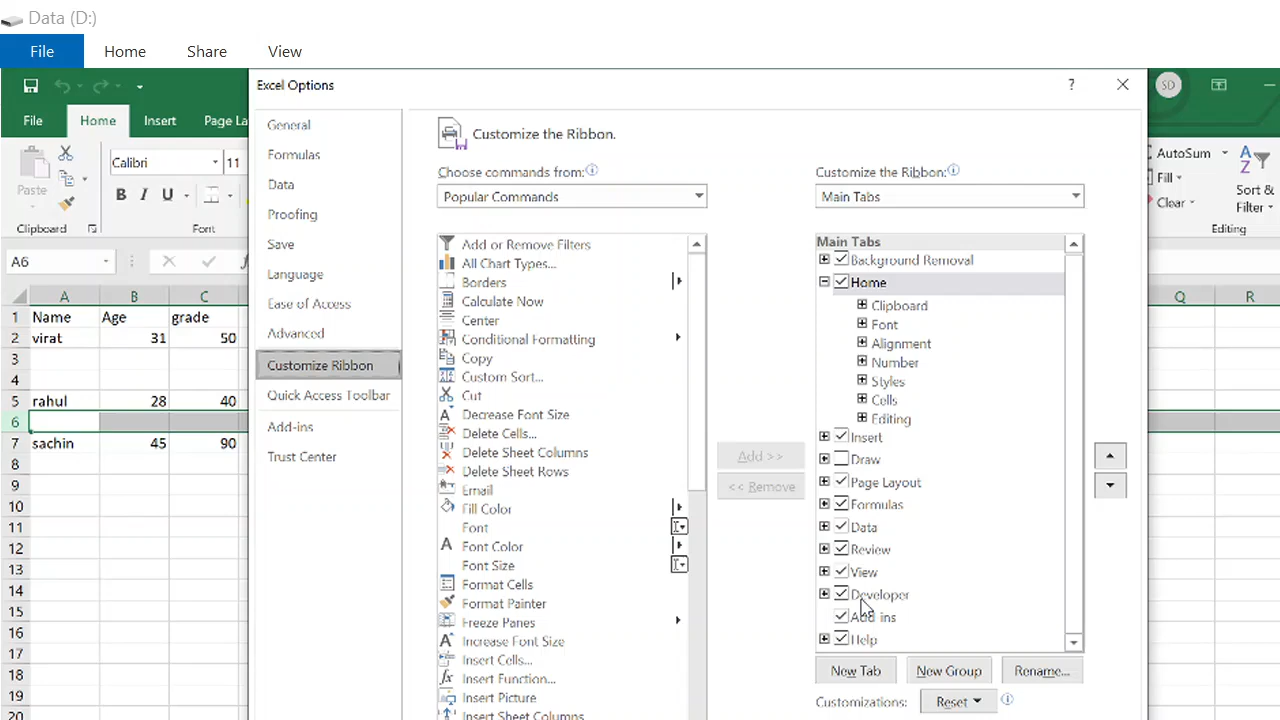 Data (D:)
File Home Share View
Excel Options ?
SD
File Home Insert Page La
Paste
Clipboard
Calibri 11
B I U
Font
AutoSum
Fill
Clear
Sort &
Filter
Editing
A6
A B C Q R
1 Name Age grade
2 virat 31 50
3
4
5 rahul 28 40
6
7 sachin 45 90
8
9
10
11
12
13
14
15
16
17
18
19
20
General
Formulas
Data
Proofing
Save
Language
Ease of Access
Advanced
Customize Ribbon
Quick Access Toolbar
Add-ins
Trust Center
Customize the Ribbon.
Choose commands from:
Popular Commands
Add or Remove Filters
All Chart Types...
Borders
Calculate Now
Center
Conditional Formatting
Copy
Custom Sort...
Cut
Decrease Font Size
Delete Cells...
Delete Sheet Columns
Delete Sheet Rows
Email
Fill Color
Font
Font Color
Font Size
Format Cells
Format Painter
Freeze Panes
Increase Font Size
Insert Cells...
Insert Function...
Insert Picture
Insert Sheet Columns
Add >>
<< Remove
Customize the Ribbon:
Main Tabs
Main Tabs
Background Removal
Home
Clipboard
Font
Alignment
Number
Styles
Cells
Editing
Insert
Draw
Page Layout
Formulas
Data
Review
View
Developer
Add-ins
Help
New Tab New Group Rename...
Customizations: Reset